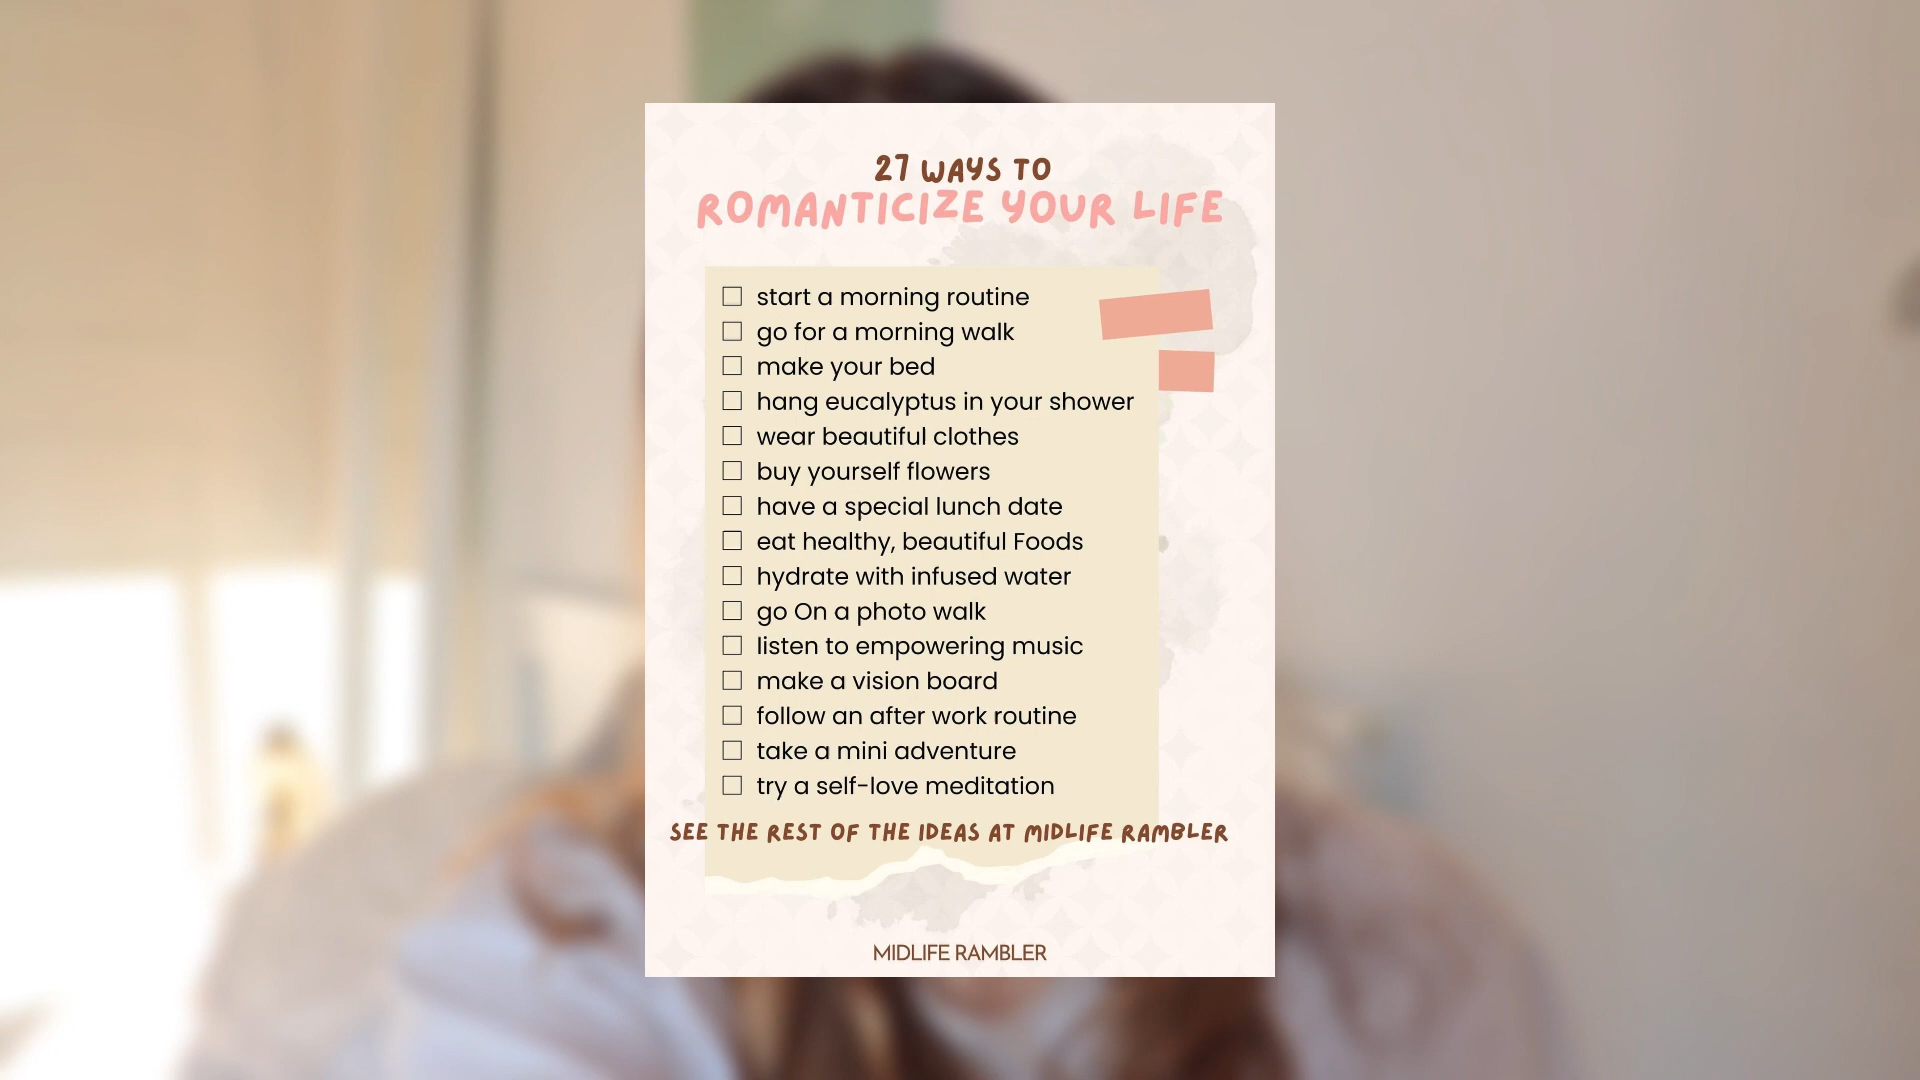 27 WAYS TO
ROMANTICIZE YOUR LIFE
☐ start a morning routine
☐ go for a morning walk
☐ make your bed
☐ hang eucalyptus in your shower
☐ wear beautiful clothes
☐ buy yourself flowers
☐ have a special lunch date
☐ eat healthy, beautiful Foods
☐ hydrate with infused water
☐ go On a photo walk
☐ listen to empowering music
☐ make a vision board
☐ follow an after work routine
☐ take a mini adventure
☐ try a self-love meditation
SEE THE REST OF THE IDEAS AT MIDLIFE RAMBLER
MIDLIFE RAMBLER